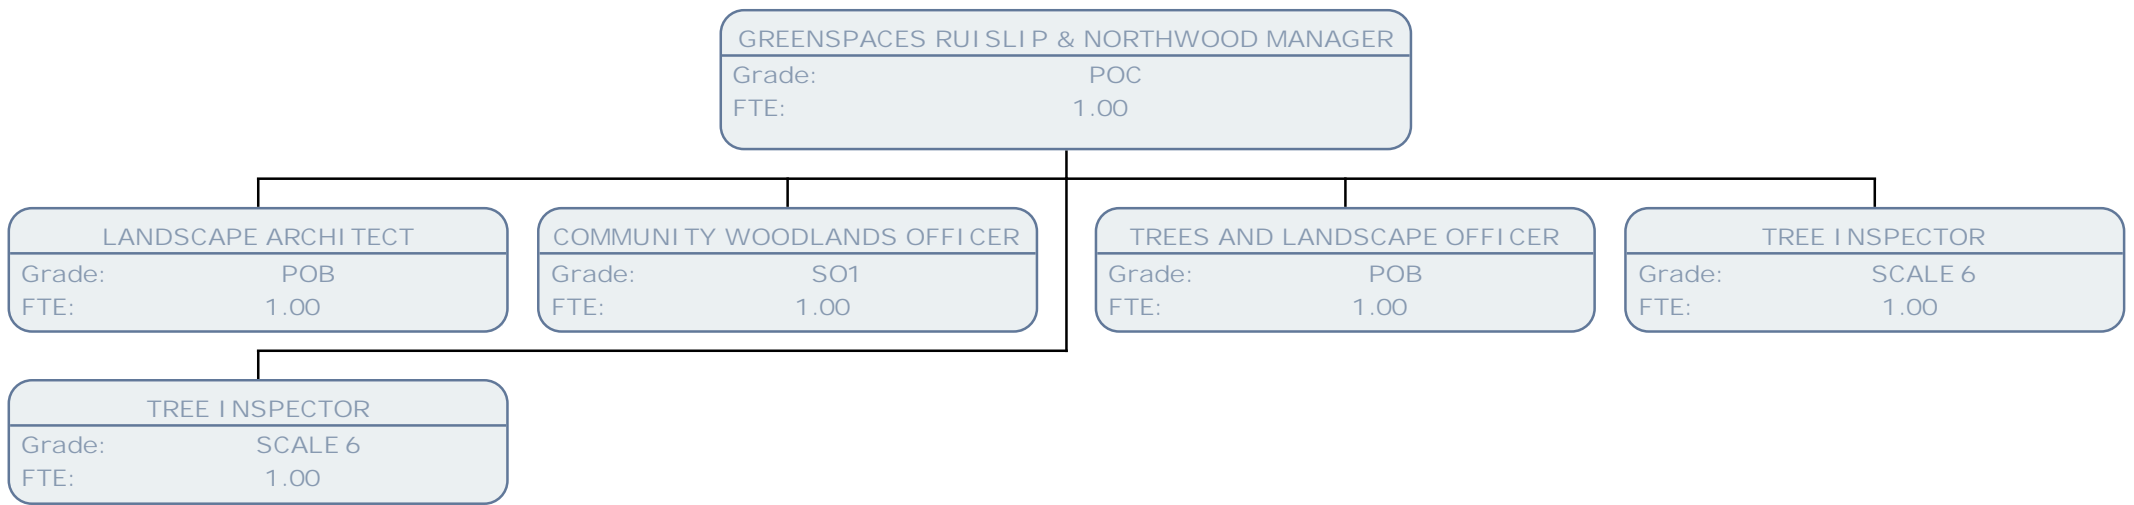 GREENSPACES RUISLIP & NORTHWOOD MANAGER
Grade: POC
FTE: 1.00
LANDSCAPE ARCHITECT
Grade: POB
FTE: 1.00
COMMUNITY WOODLANDS OFFICER
Grade: SO1
FTE: 1.00
TREES AND LANDSCAPE OFFICER
Grade: POB
FTE: 1.00
TREE INSPECTOR
Grade: SCALE 6
FTE: 1.00
TREE INSPECTOR
Grade: SCALE 6
FTE: 1.00